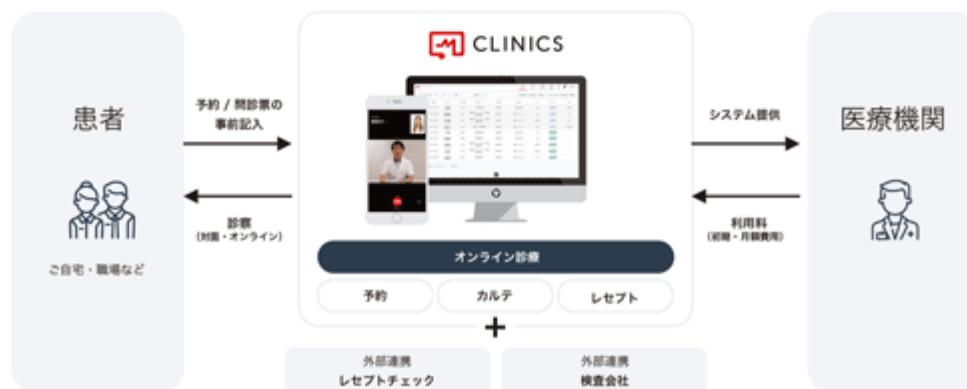 CLINICS
患者
ご自宅・職場など
予約 / 問診票の
事前記入
診察
(対面・オンライン)
オンライン診療
予約
カルテ
レセプト
+
外部連携
レセプトチェック
外部連携
検査会社
システム提供
利用料
(初期・月額費用)
医療機関